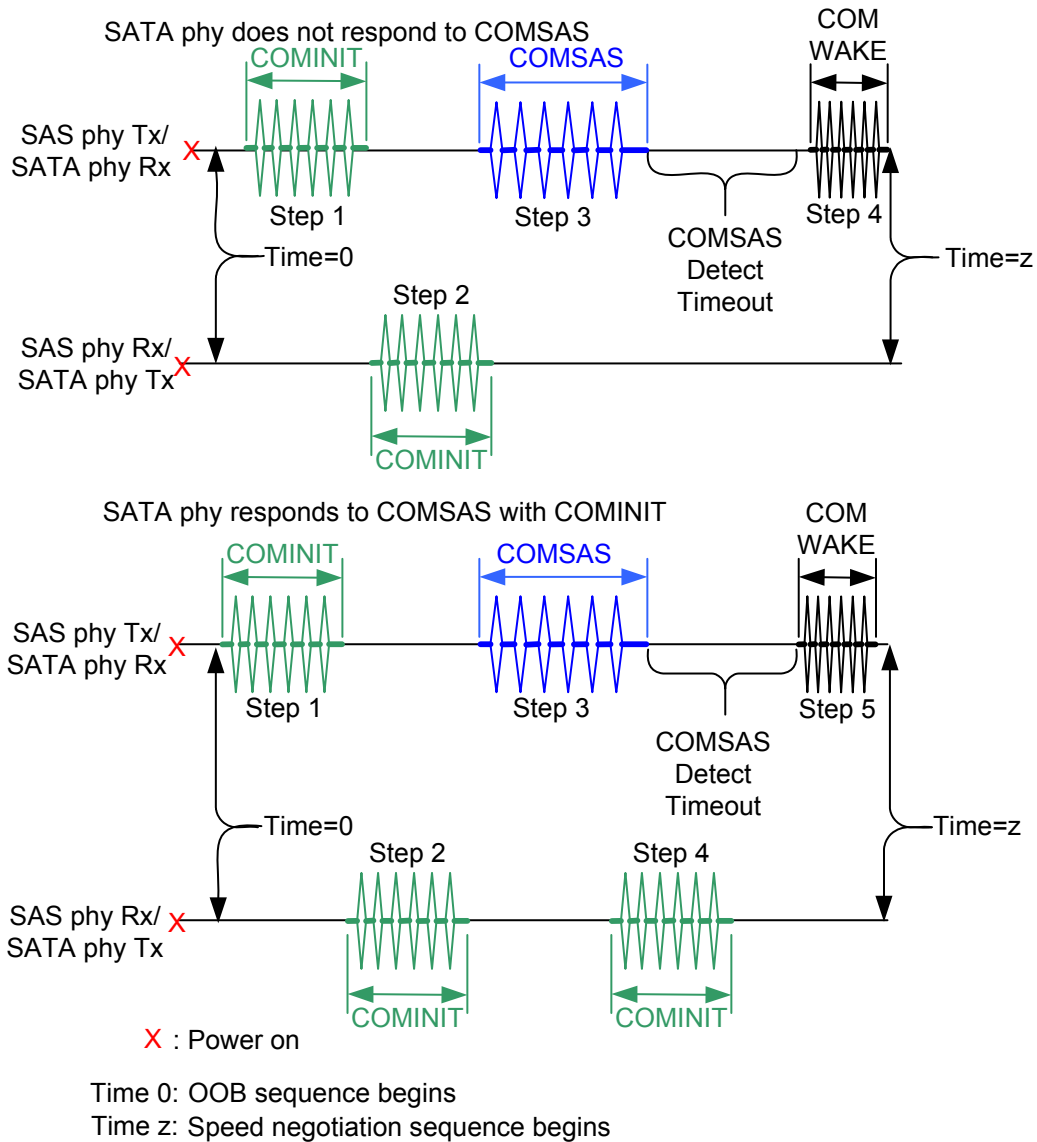 SATA phy does not respond to COMSAS
COMINIT
COMSAS
COM
WAKE
SAS phy Tx/
SATA phy Rx
X
Step 1
Step 3
Step 4
COMSAS
Detect
Timeout
Time=0
Time=z
Step 2
SAS phy Rx/
SATA phy Tx
X
COMINIT
SATA phy responds to COMSAS with COMINIT
COMINIT
COMSAS
COM
WAKE
SAS phy Tx/
SATA phy Rx
X
Step 1
Step 3
Step 5
COMSAS
Detect
Timeout
Time=0
Time=z
Step 2
Step 4
SAS phy Rx/
SATA phy Tx
X
COMINIT
COMINIT
X : Power on
Time 0: OOB sequence begins
Time z: Speed negotiation sequence begins